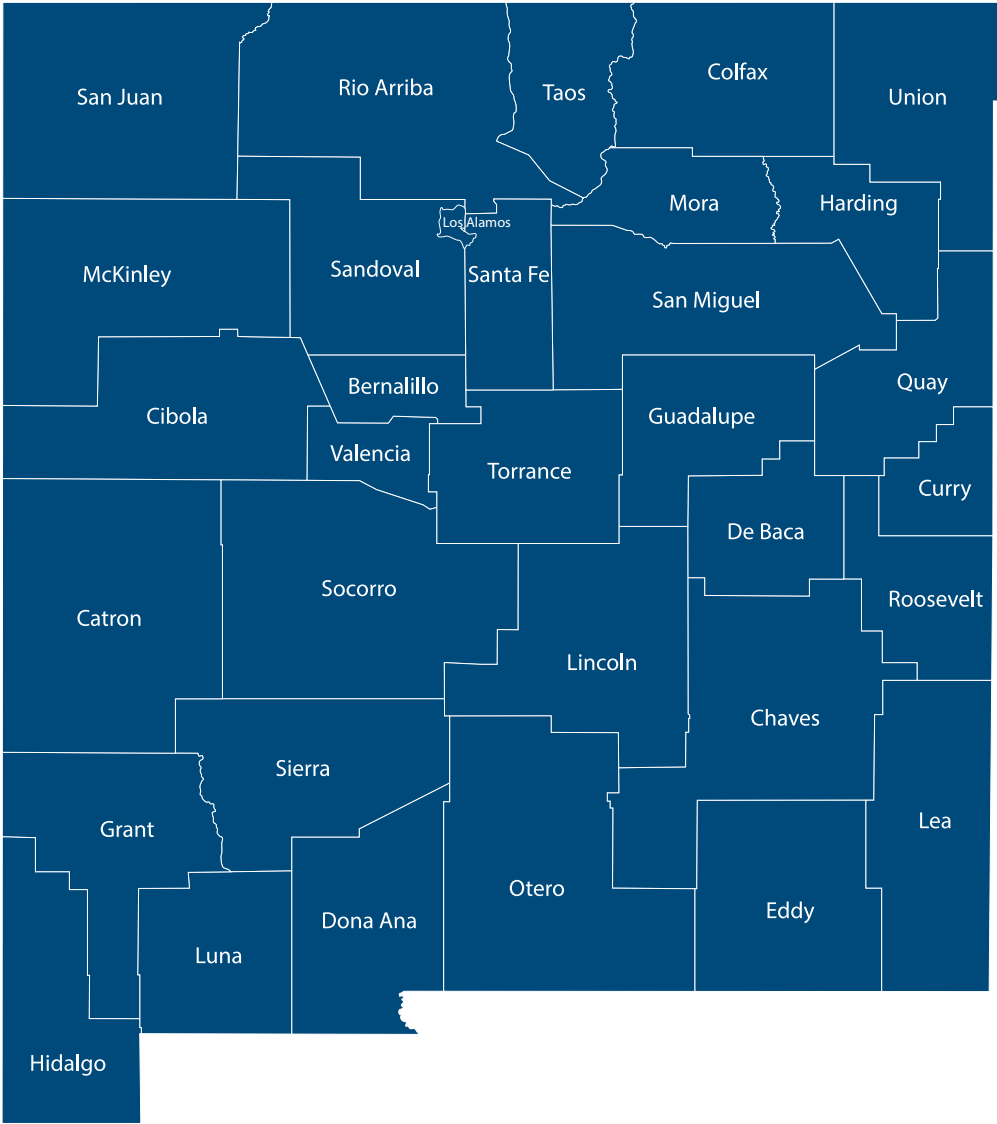 Colfax
Rio Arriba
Taos
San Juan
Union
Mora
Harding
Los Alamos
Sandoval
McKinley
Santa Fe
San Miguel
Quay
Bernalillo
Cibola
Guadalupe
Valencia
Torrance
Curry
De Baca
Socorro
Roosevelt
Catron
Lincoln
Chaves
Sierra
Lea
Grant
Otero
Eddy
Dona Ana
Luna
Hidalgo